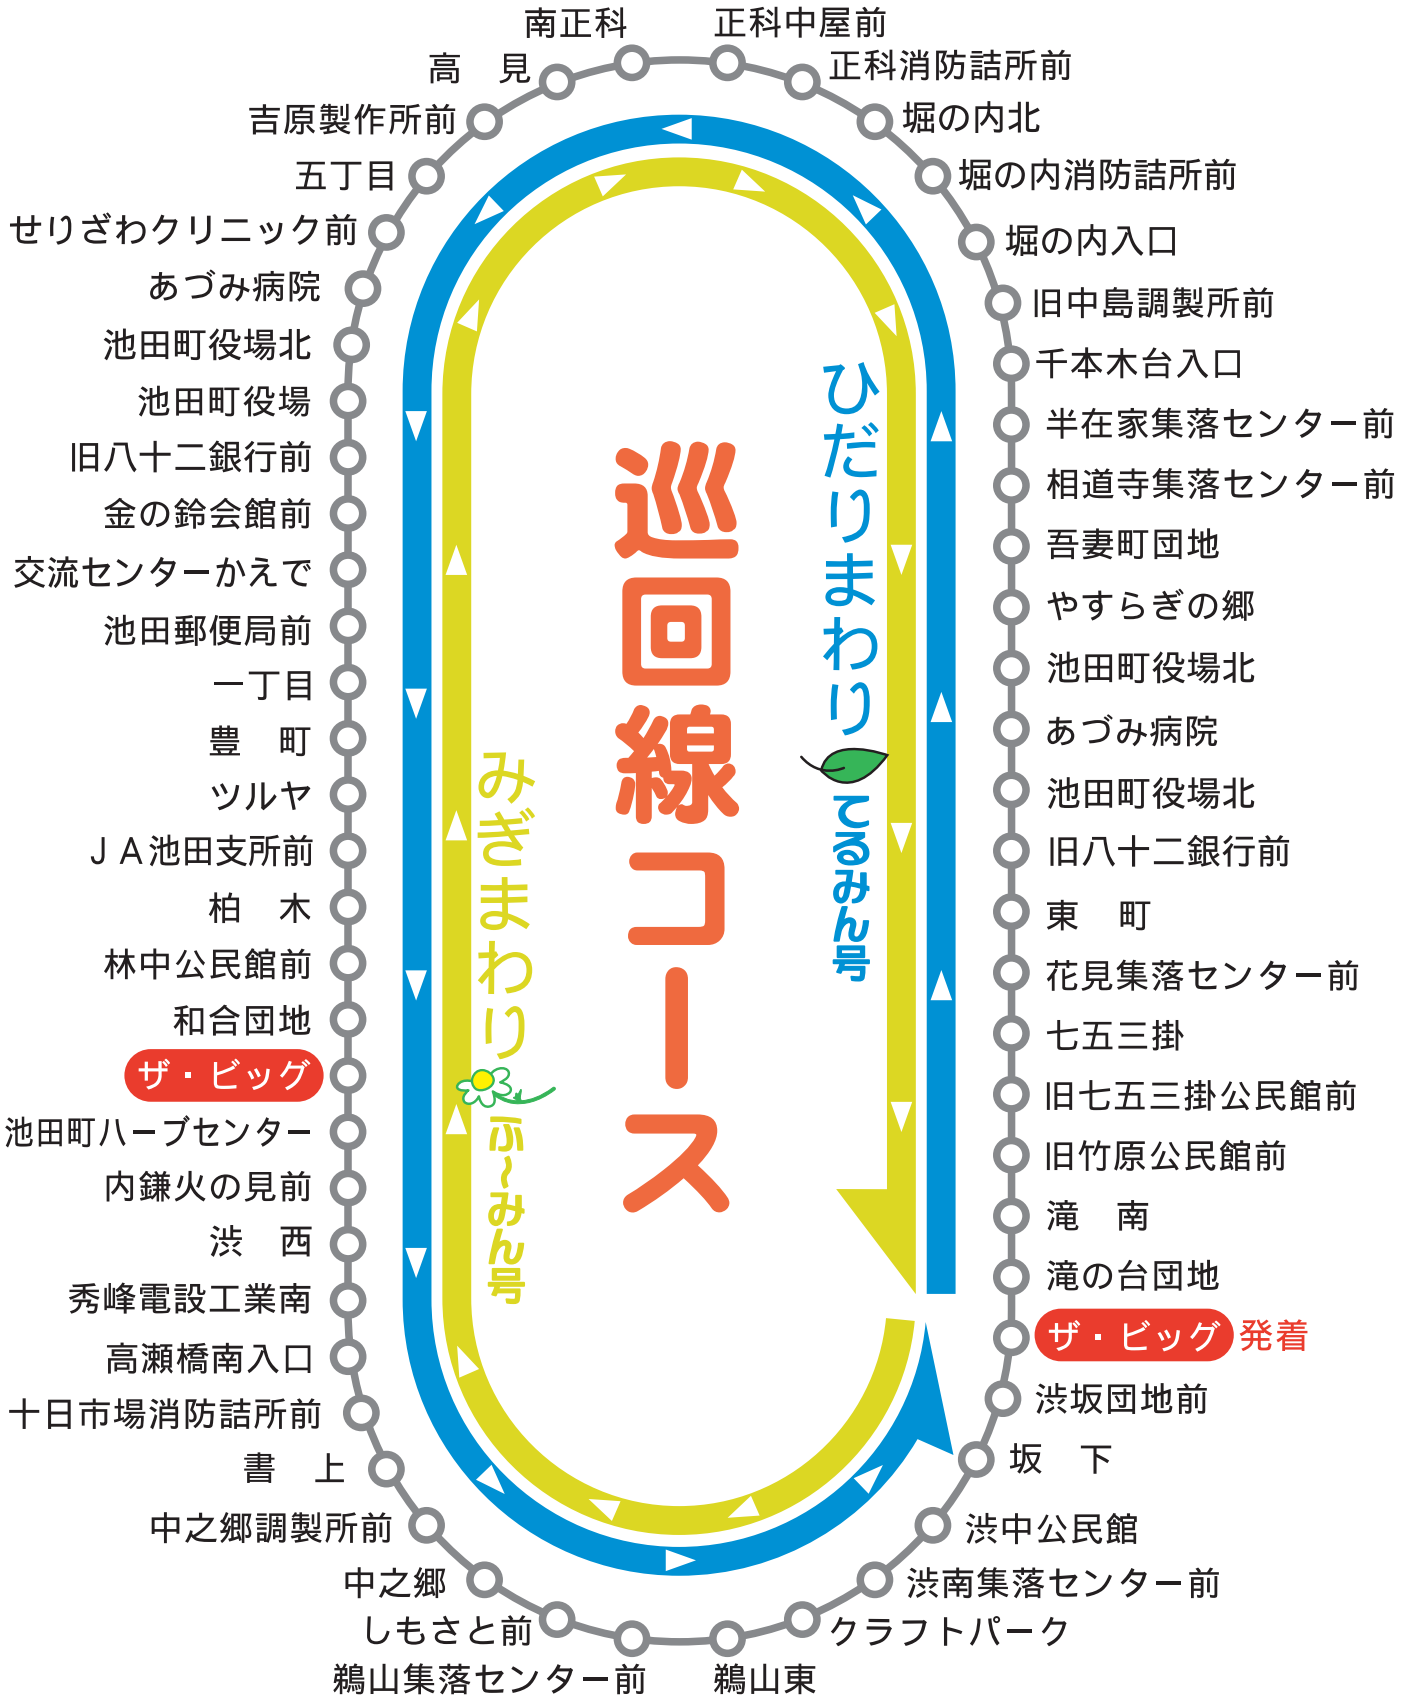 南正科
正科中屋前
高　見
正科消防詰所前
吉原製作所前
堀の内北
五丁目
堀の内消防詰所前
せりざわクリニック前
堀の内入口
あづみ病院
旧中島調製所前
池田町役場北
千本木台入口
池田町役場
半在家集落センター前
旧八十二銀行前
相道寺集落センター前
金の鈴会館前
吾妻町団地
交流センターかえで
やすらぎの郷
池田郵便局前
池田町役場北
一丁目
あづみ病院
豊　町
池田町役場北
ツルヤ
旧八十二銀行前
ＪＡ池田支所前
東　町
柏　木
花見集落センター前
林中公民館前
七五三掛
和合団地
旧七五三掛公民館前
ザ・ビッグ
旧竹原公民館前
池田町ハーブセンター
滝　南
内鎌火の見前
滝の台団地
渋　西
ザ・ビッグ 発着
秀峰電設工業南
渋坂団地前
高瀬橋南入口
坂　下
十日市場消防詰所前
渋中公民館
書　上
渋南集落センター前
中之郷調製所前
クラフトパーク
中之郷
鵜山東
しもさと前
鵜山集落センター前
巡回線コース
ひだりまわり
てるみん号
みぎまわり
ふ～みん号